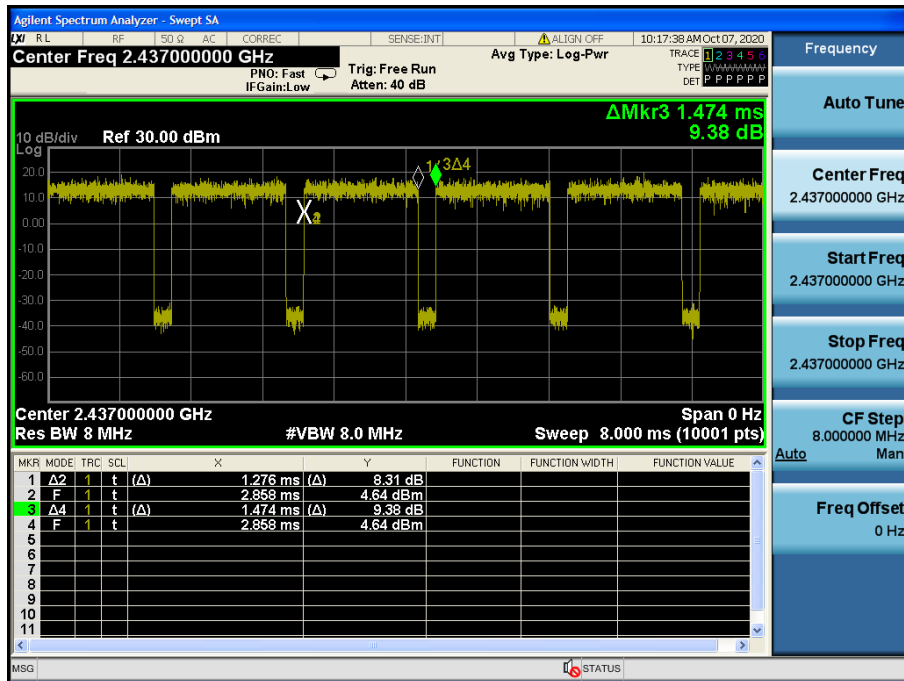 Agilent Spectrum Analyzer - Swept SA
LXI RL RF 50 Ω AC CORREC SENSE:INT ALIGN OFF 10:17:38 AM Oct 07, 2020
Center Freq 2.437000000 GHz
PNO: Fast
IFGain:Low
Trig: Free Run
Atten: 40 dB
Avg Type: Log-Pwr
TRACE 1 2 3 4 5 6
TYPE WWWWWW
DET P P P P P P
ΔMkr3 1.474 ms
9.38 dB
10 dB/div Ref 30.00 dBm
Log
20.0
10.0
0.00
-10.0
-20.0
-30.0
-40.0
-50.0
-60.0
3Δ4
X
Center 2.437000000 GHz Span 0 Hz
Res BW 8 MHz #VBW 8.0 MHz Sweep 8.000 ms (10001 pts)
MKR MODE TRC SCL X Y FUNCTION FUNCTION WIDTH FUNCTION VALUE
1 Δ2 1 t (Δ) 1.276 ms (Δ) 8.31 dB
2 F 1 t 2.858 ms 4.64 dBm
3 Δ4 1 t (Δ) 1.474 ms (Δ) 9.38 dB
4 F 1 t 2.858 ms 4.64 dBm
5
6
7
8
9
10
11
MSG STATUS
Frequency
Auto Tune
Center Freq
2.437000000 GHz
Start Freq
2.437000000 GHz
Stop Freq
2.437000000 GHz
CF Step
8.000000 MHz
Auto Man
Freq Offset
0 Hz